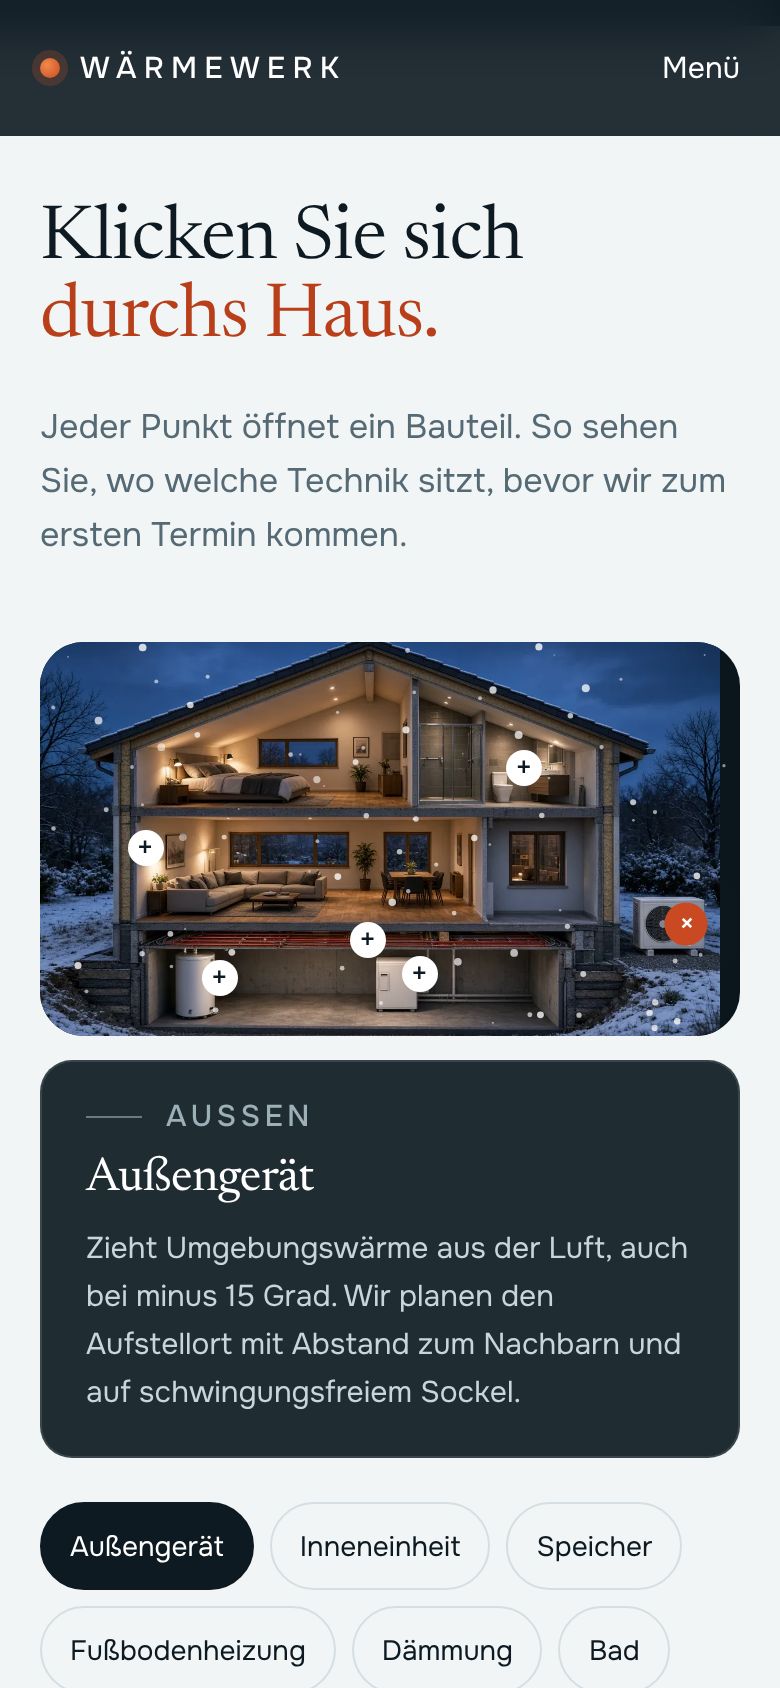 WÄRMEWERK
Menü
Klicken Sie sich
durchs Haus.
Jeder Punkt öffnet ein Bauteil. So sehen
Sie, wo welche Technik sitzt, bevor wir zum
ersten Termin kommen.
AUSSEN
Außengerät
Zieht Umgebungswärme aus der Luft, auch
bei minus 15 Grad. Wir planen den
Aufstellort mit Abstand zum Nachbarn und
auf schwingungsfreiem Sockel.
Außengerät
Inneneinheit
Speicher
Fußbodenheizung
Dämmung
Bad